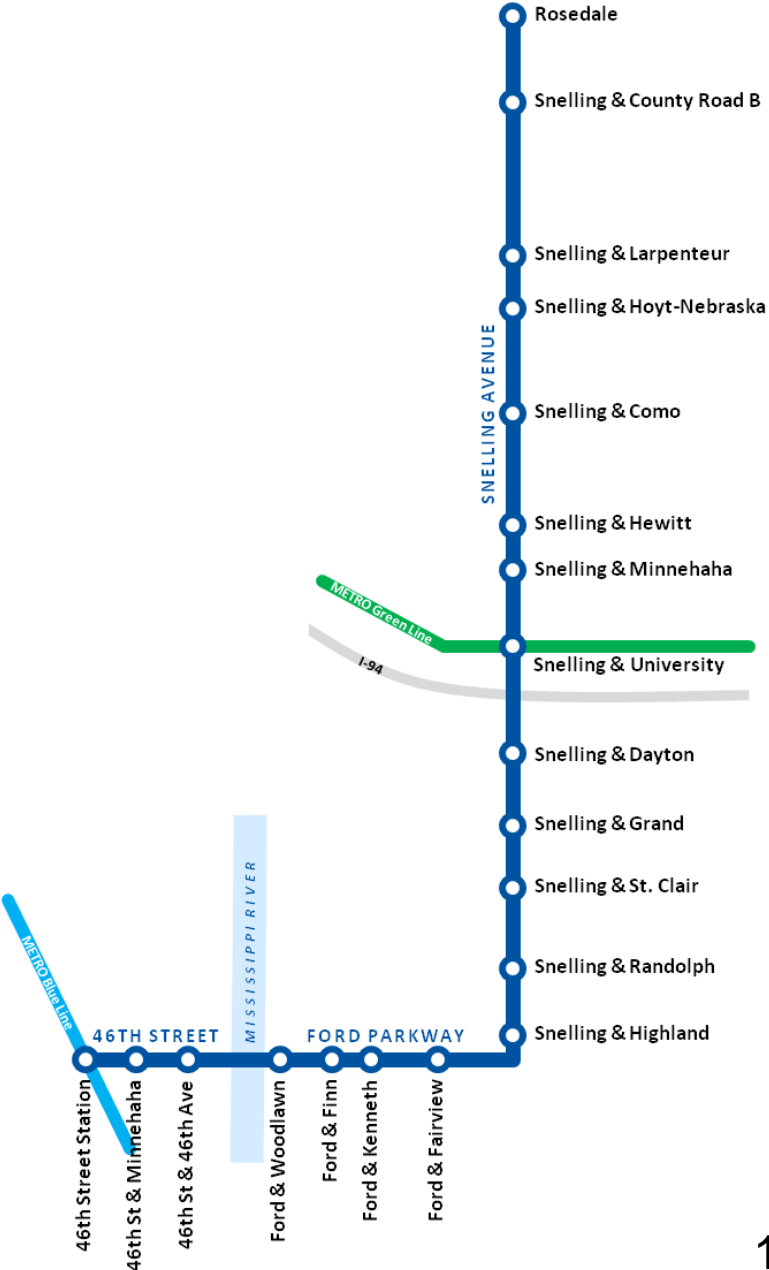 Rosedale
Snelling & County Road B
Snelling & Larpenteur
Snelling & Hoyt-Nebraska
SNELLING AVENUE
Snelling & Como
Snelling & Hewitt
Snelling & Minnehaha
METRO Green Line
Snelling & University
I-94
Snelling & Dayton
Snelling & Grand
Snelling & St. Clair
MISSISSIPPI RIVER
METRO Blue Line
Snelling & Randolph
Snelling & Highland
46TH STREET
FORD PARKWAY
46th Street Station
46th St & Minnehaha
46th St & 46th Ave
Ford & Woodlawn
Ford & Finn
Ford & Kenneth
Ford & Fairview
1